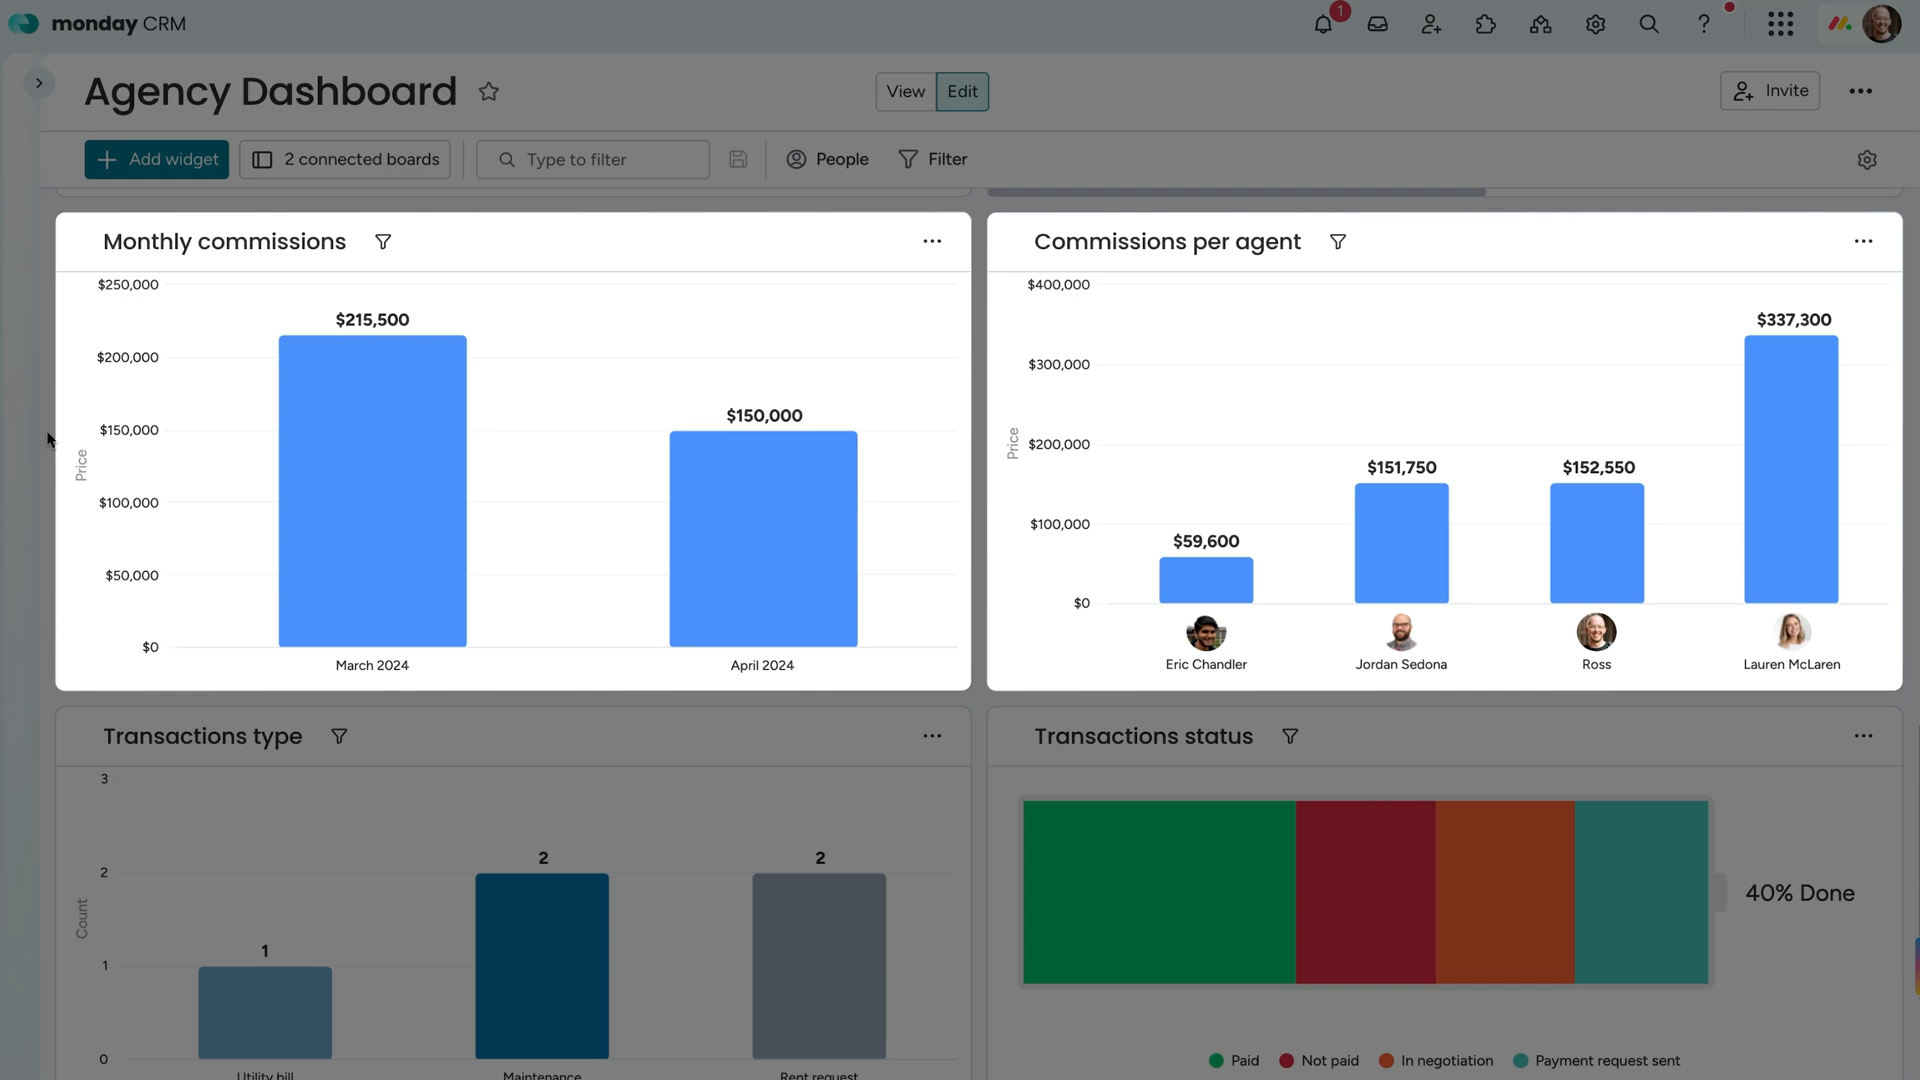 monday CRM
1
Agency Dashboard
View
Edit
Invite
Add widget
2 connected boards
Type to filter
People
Filter
Monthly commissions
$250,000
$200,000
$150,000
$100,000
$50,000
$0
Price
$215,500
$150,000
March 2024
April 2024
Commissions per agent
$400,000
$300,000
$200,000
$100,000
$0
Price
$59,600
$151,750
$152,550
$337,300
Eric Chandler
Jordan Sedona
Ross
Lauren McLaren
Transactions type
3
2
1
0
Count
1
2
2
Utility bill
Maintenance
Rent request
Transactions status
40% Done
Paid
Not paid
In negotiation
Payment request sent